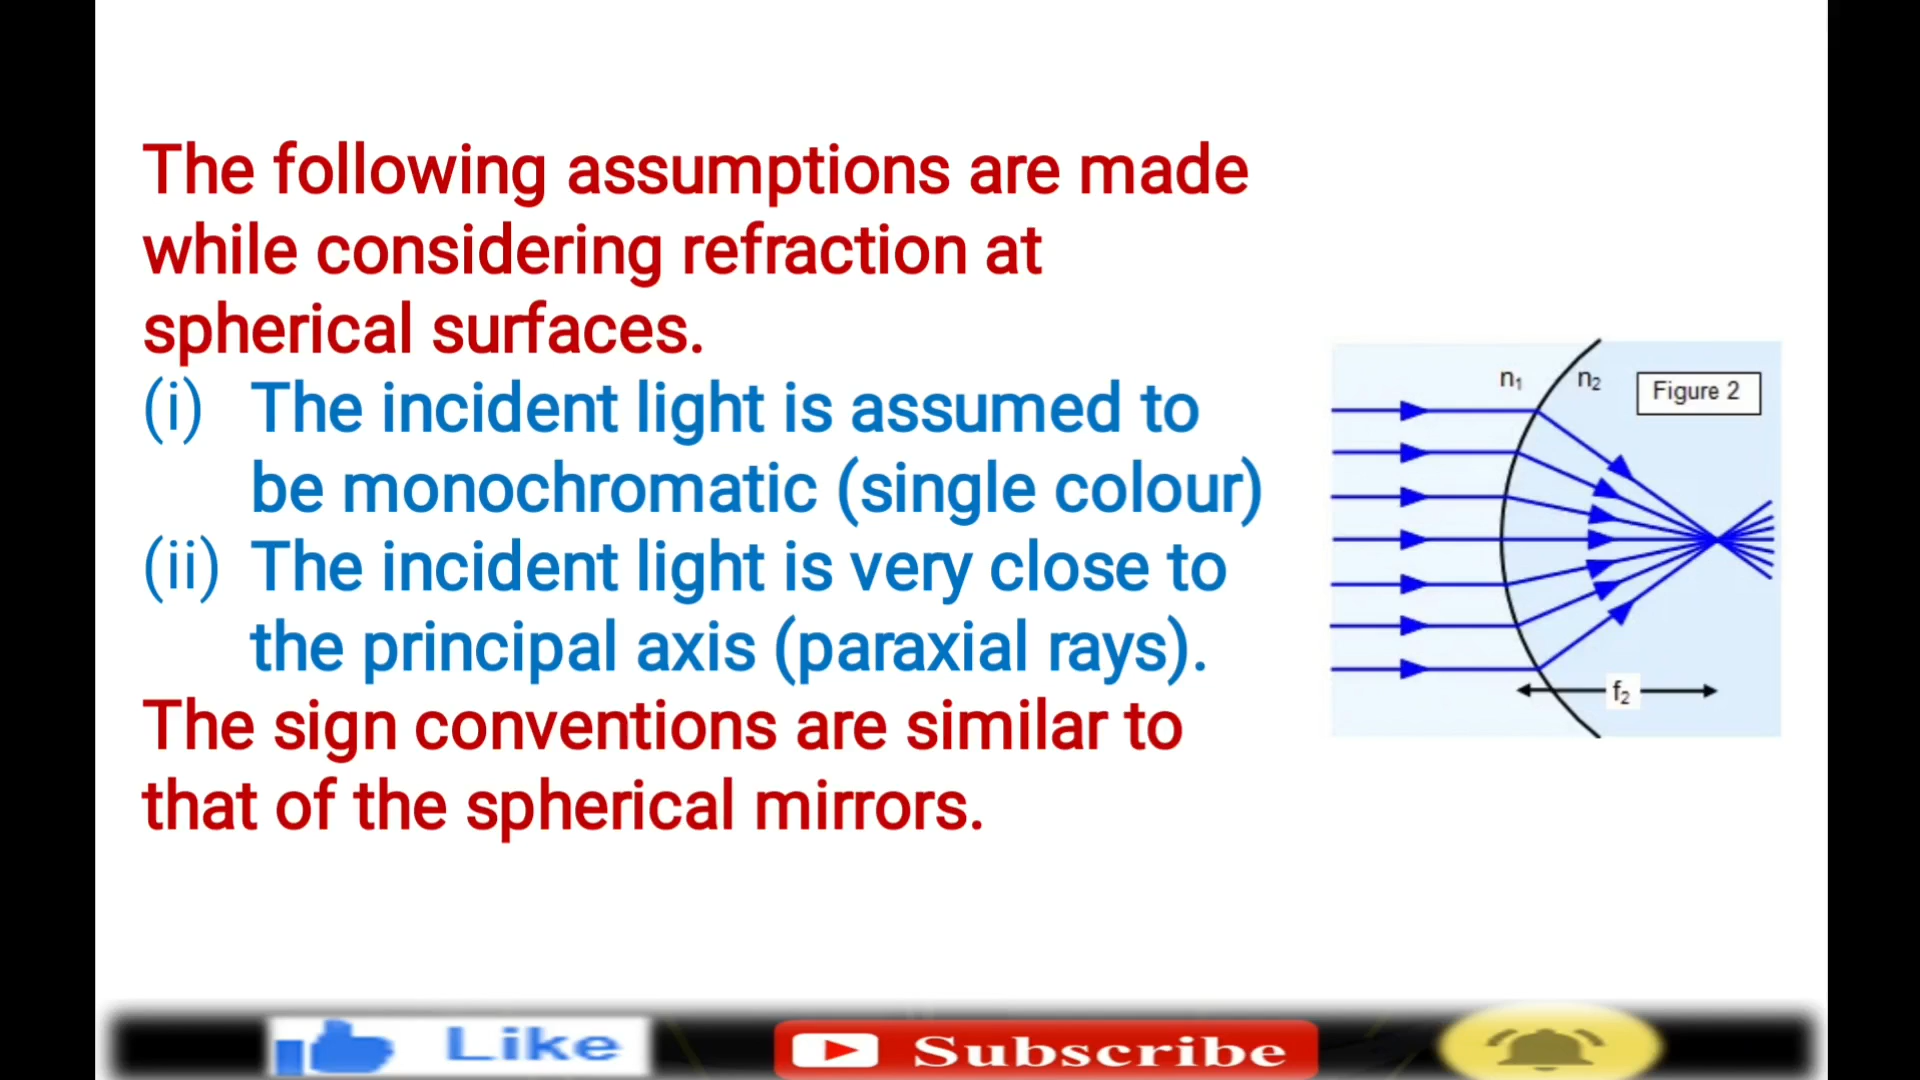 The following assumptions are made
while considering refraction at
spherical surfaces.
(i) The incident light is assumed to
be monochromatic (single colour)
(ii) The incident light is very close to
the principal axis (paraxial rays).
The sign conventions are similar to
that of the spherical mirrors.
n₁ n₂ Figure 2
f₂
Like Subscribe